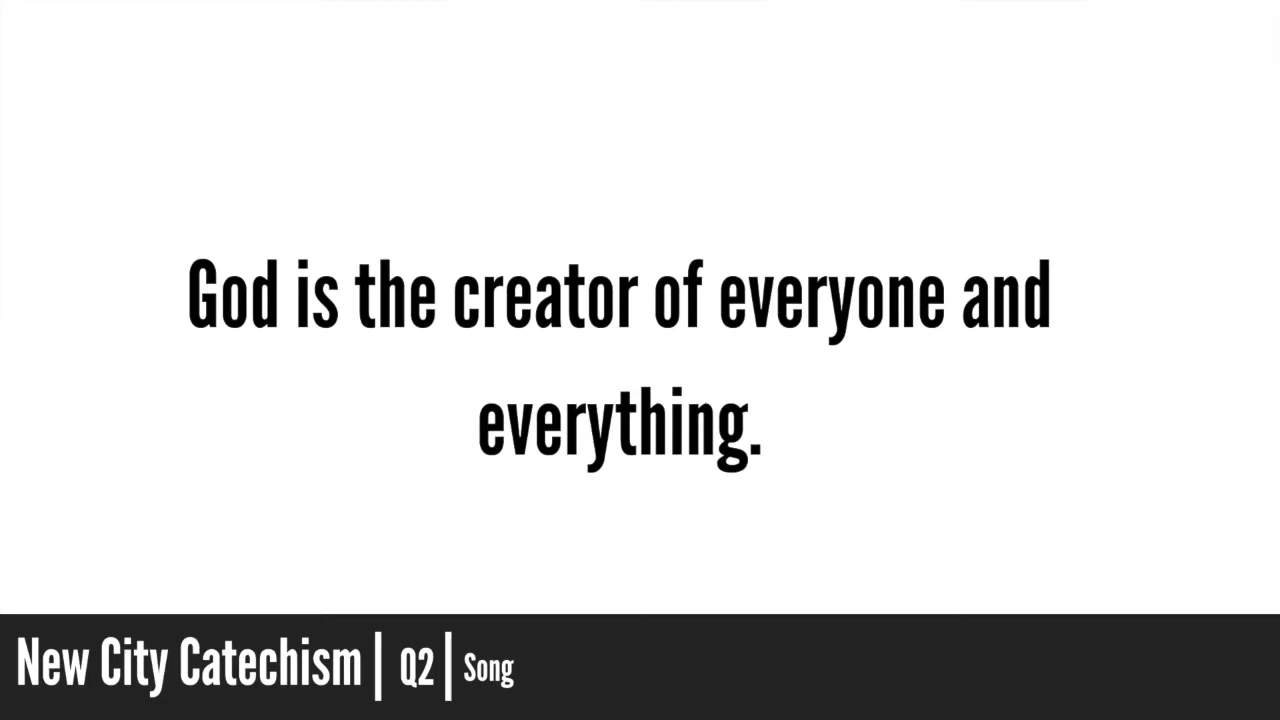 God is the creator of everyone and
everything.
New City Catechism | Q2 | Song